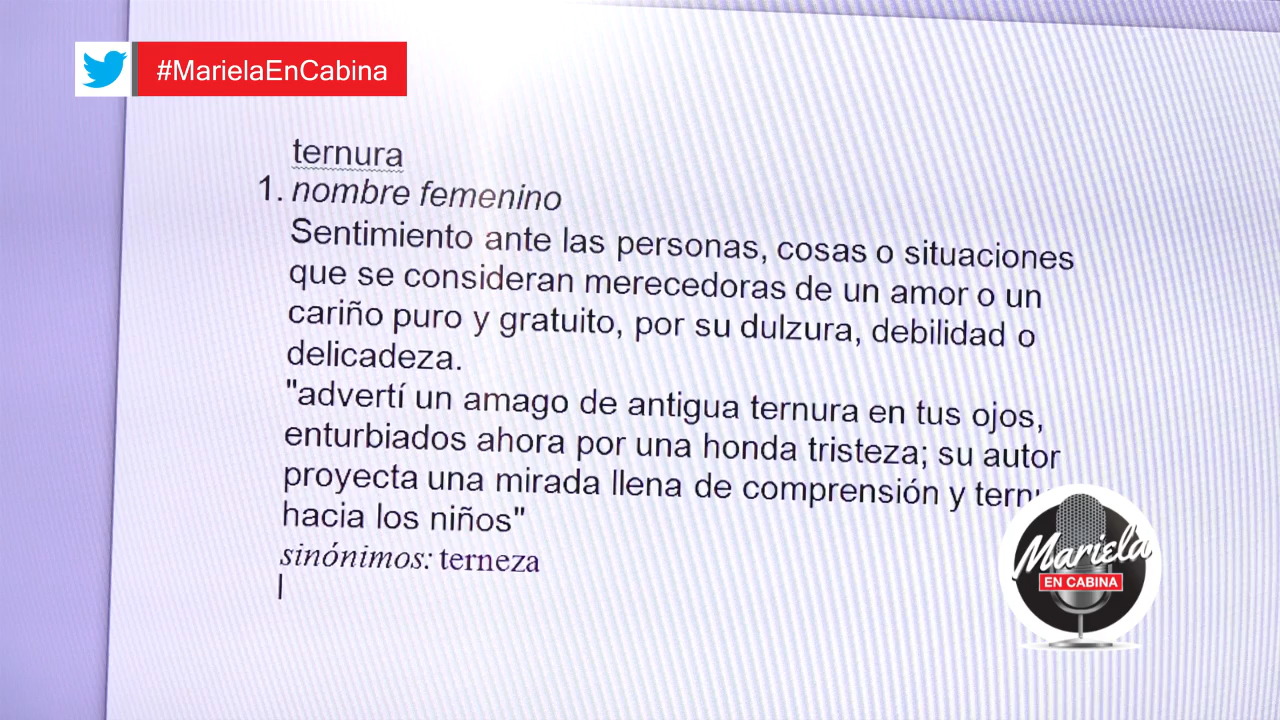 #MarielaEnCabina
ternura
1. nombre femenino
Sentimiento ante las personas, cosas o situaciones
que se consideran merecedoras de un amor o un
cariño puro y gratuito, por su dulzura, debilidad o
delicadeza.
"advertí un amago de antigua ternura en tus ojos,
enturbiados ahora por una honda tristeza; su autor
proyecta una mirada llena de comprensión y
hacia los niños"
sinónimos: terneza
Mariela
EN CABINA